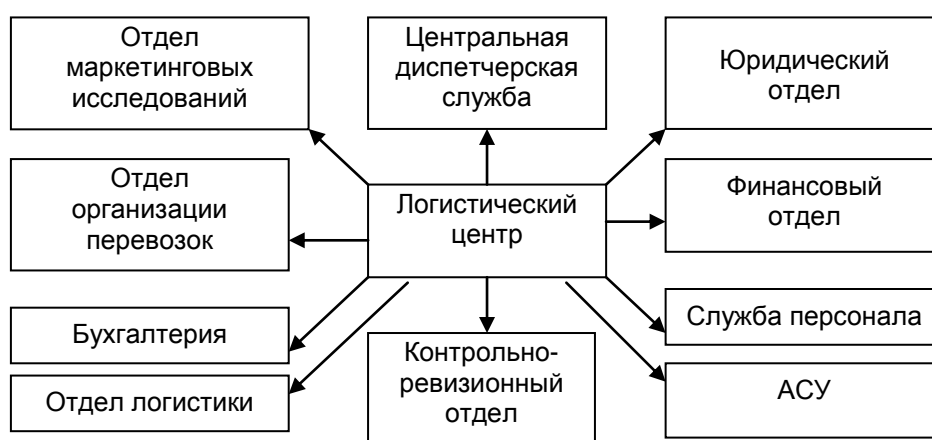 Отдел
маркетинговых
исследований
Центральная
диспетчерская
служба
Юридический
отдел
Отдел
организации
перевозок
Логистический
центр
Финансовый
отдел
Бухгалтерия
Служба персонала
Отдел логистики
Контрольно-
ревизионный
отдел
АСУ